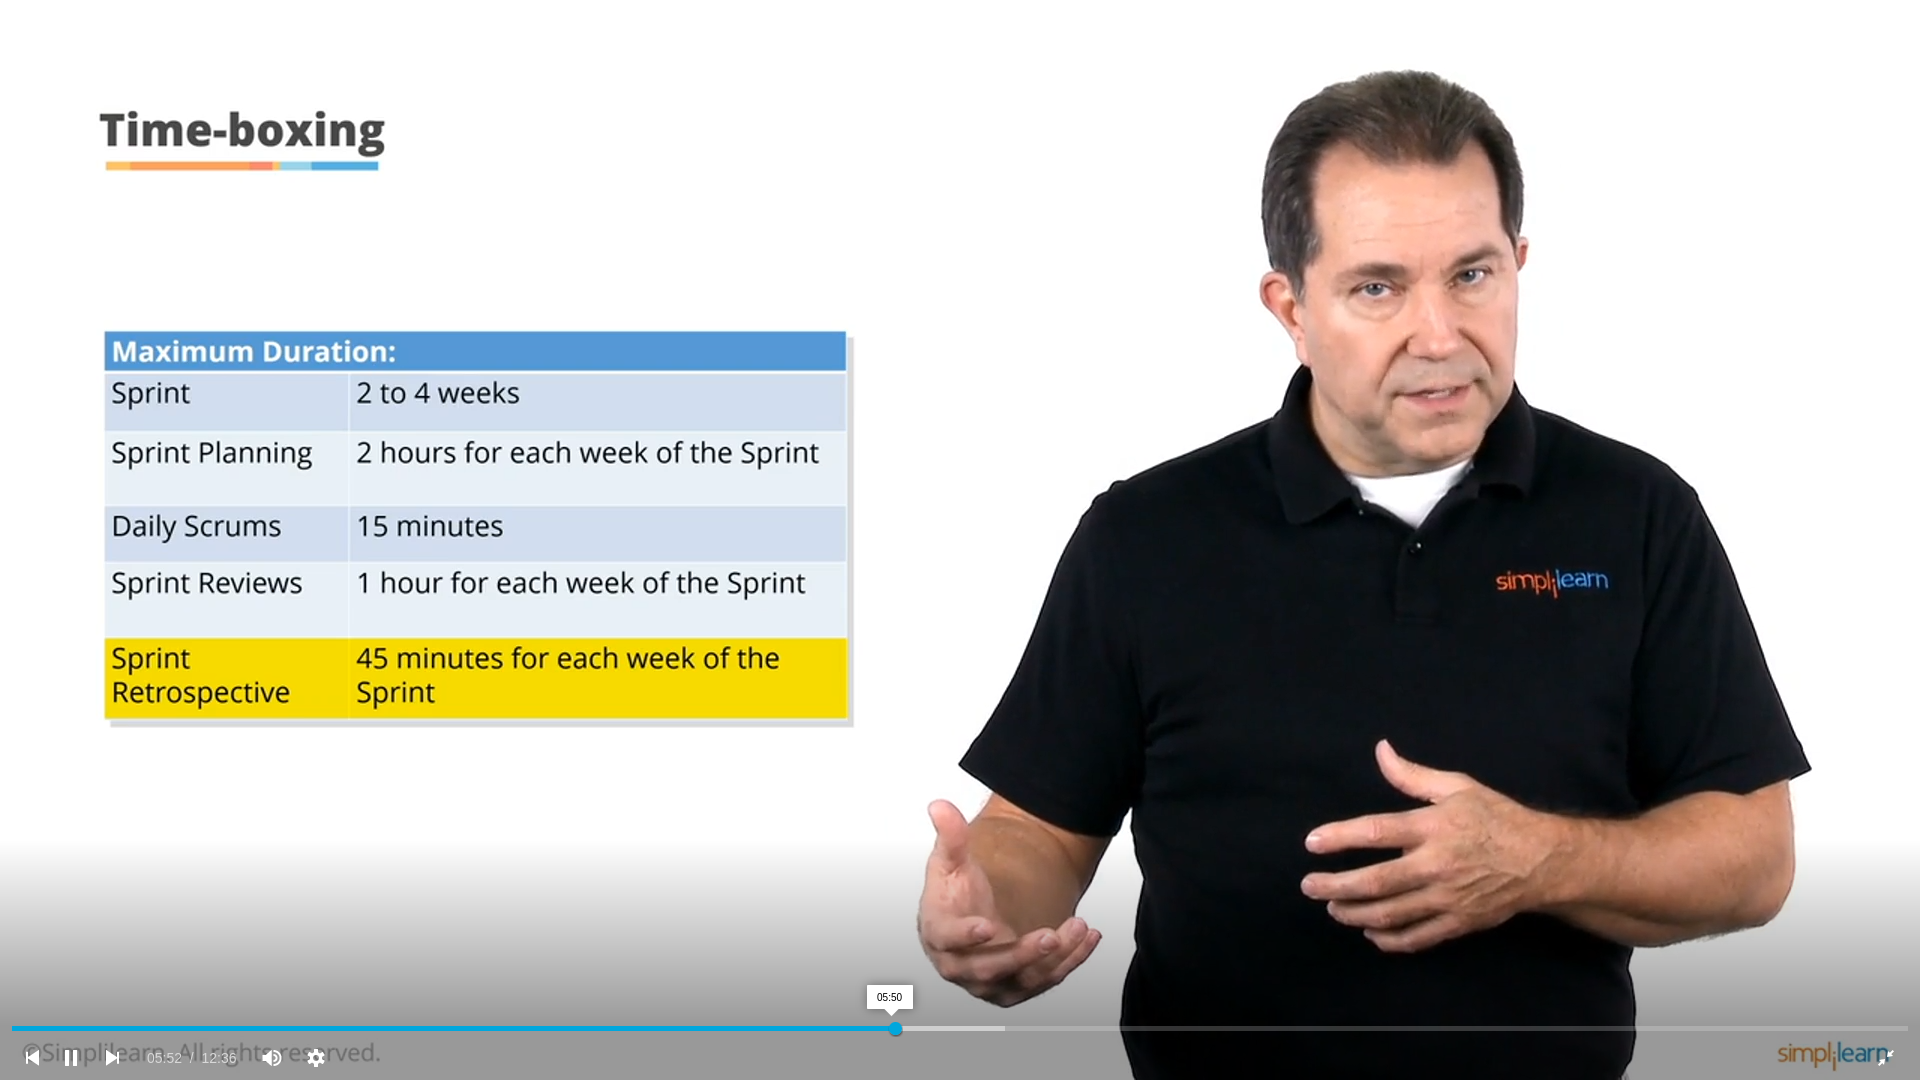 Time-boxing
Maximum Duration:
Sprint 2 to 4 weeks
Sprint Planning 2 hours for each week of the Sprint
Daily Scrums 15 minutes
Sprint Reviews 1 hour for each week of the Sprint
Sprint 45 minutes for each week of the
Retrospective Sprint
simplilearn
05:50
©Simplilearn. All rights reserved.
05:52 / 12:36
simplilearn